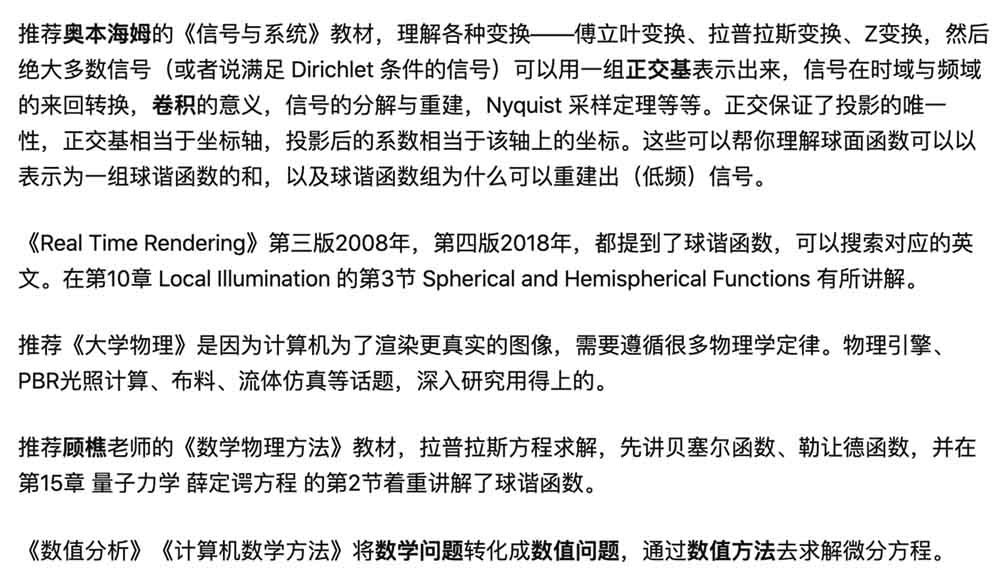 推荐奥本海姆的《信号与系统》教材，理解各种变换——傅立叶变换、拉普拉斯变换、Z变换，然后
绝大多数信号（或者说满足 Dirichlet 条件的信号）可以用一组正交基表示出来，信号在时域与频域
的来回转换，卷积的意义，信号的分解与重建，Nyquist 采样定理等等。正交保证了投影的唯一
性，正交基相当于坐标轴，投影后的系数相当于该轴上的坐标。这些可以帮你理解球面函数可以以
表示为一组球谐函数的和，以及球谐函数组为什么可以重建出（低频）信号。
《Real Time Rendering》第三版2008年，第四版2018年，都提到了球谐函数，可以搜索对应的英
文。在第10章 Local Illumination 的第3节 Spherical and Hemispherical Functions 有所讲解。
推荐《大学物理》是因为计算机为了渲染更真实的图像，需要遵循很多物理学定律。物理引擎、
PBR光照计算、布料、流体仿真等话题，深入研究用得上的。
推荐顾樵老师的《数学物理方法》教材，拉普拉斯方程求解，先讲贝塞尔函数、勒让德函数，并在
第15章 量子力学 薛定谔方程 的第2节着重讲解了球谐函数。
《数值分析》《计算机数学方法》将数学问题转化成数值问题，通过数值方法去求解微分方程。